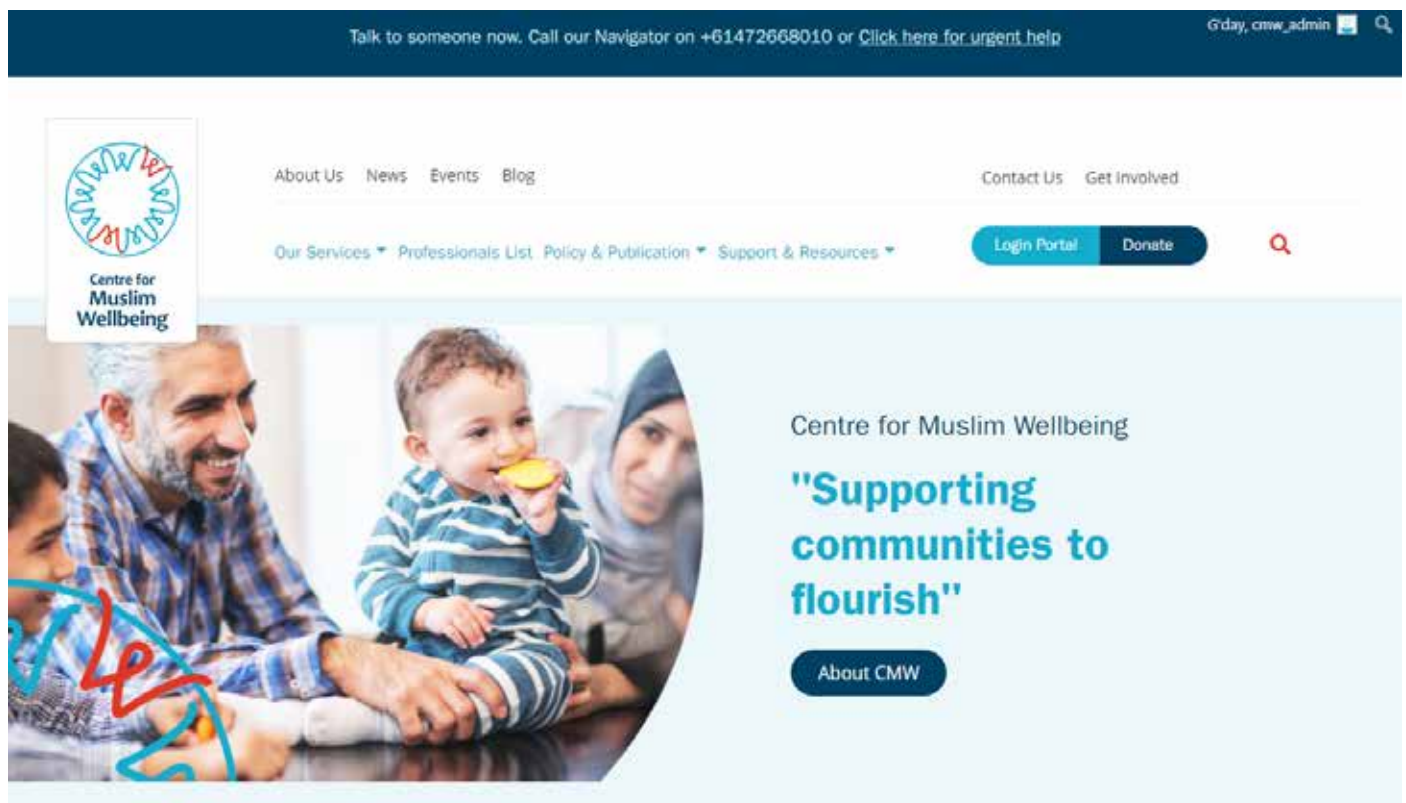 Talk to someone now. Call our Navigator on +61472668010 or Click here for urgent help
G'day, cmw_admin
About Us News Events Blog
Contact Us Get Involved
Our Services Professionals List Policy & Publication Support & Resources
Login Portal Donate
Centre for
Muslim
Wellbeing
Centre for Muslim Wellbeing
"Supporting
communities to
flourish"
About CMW